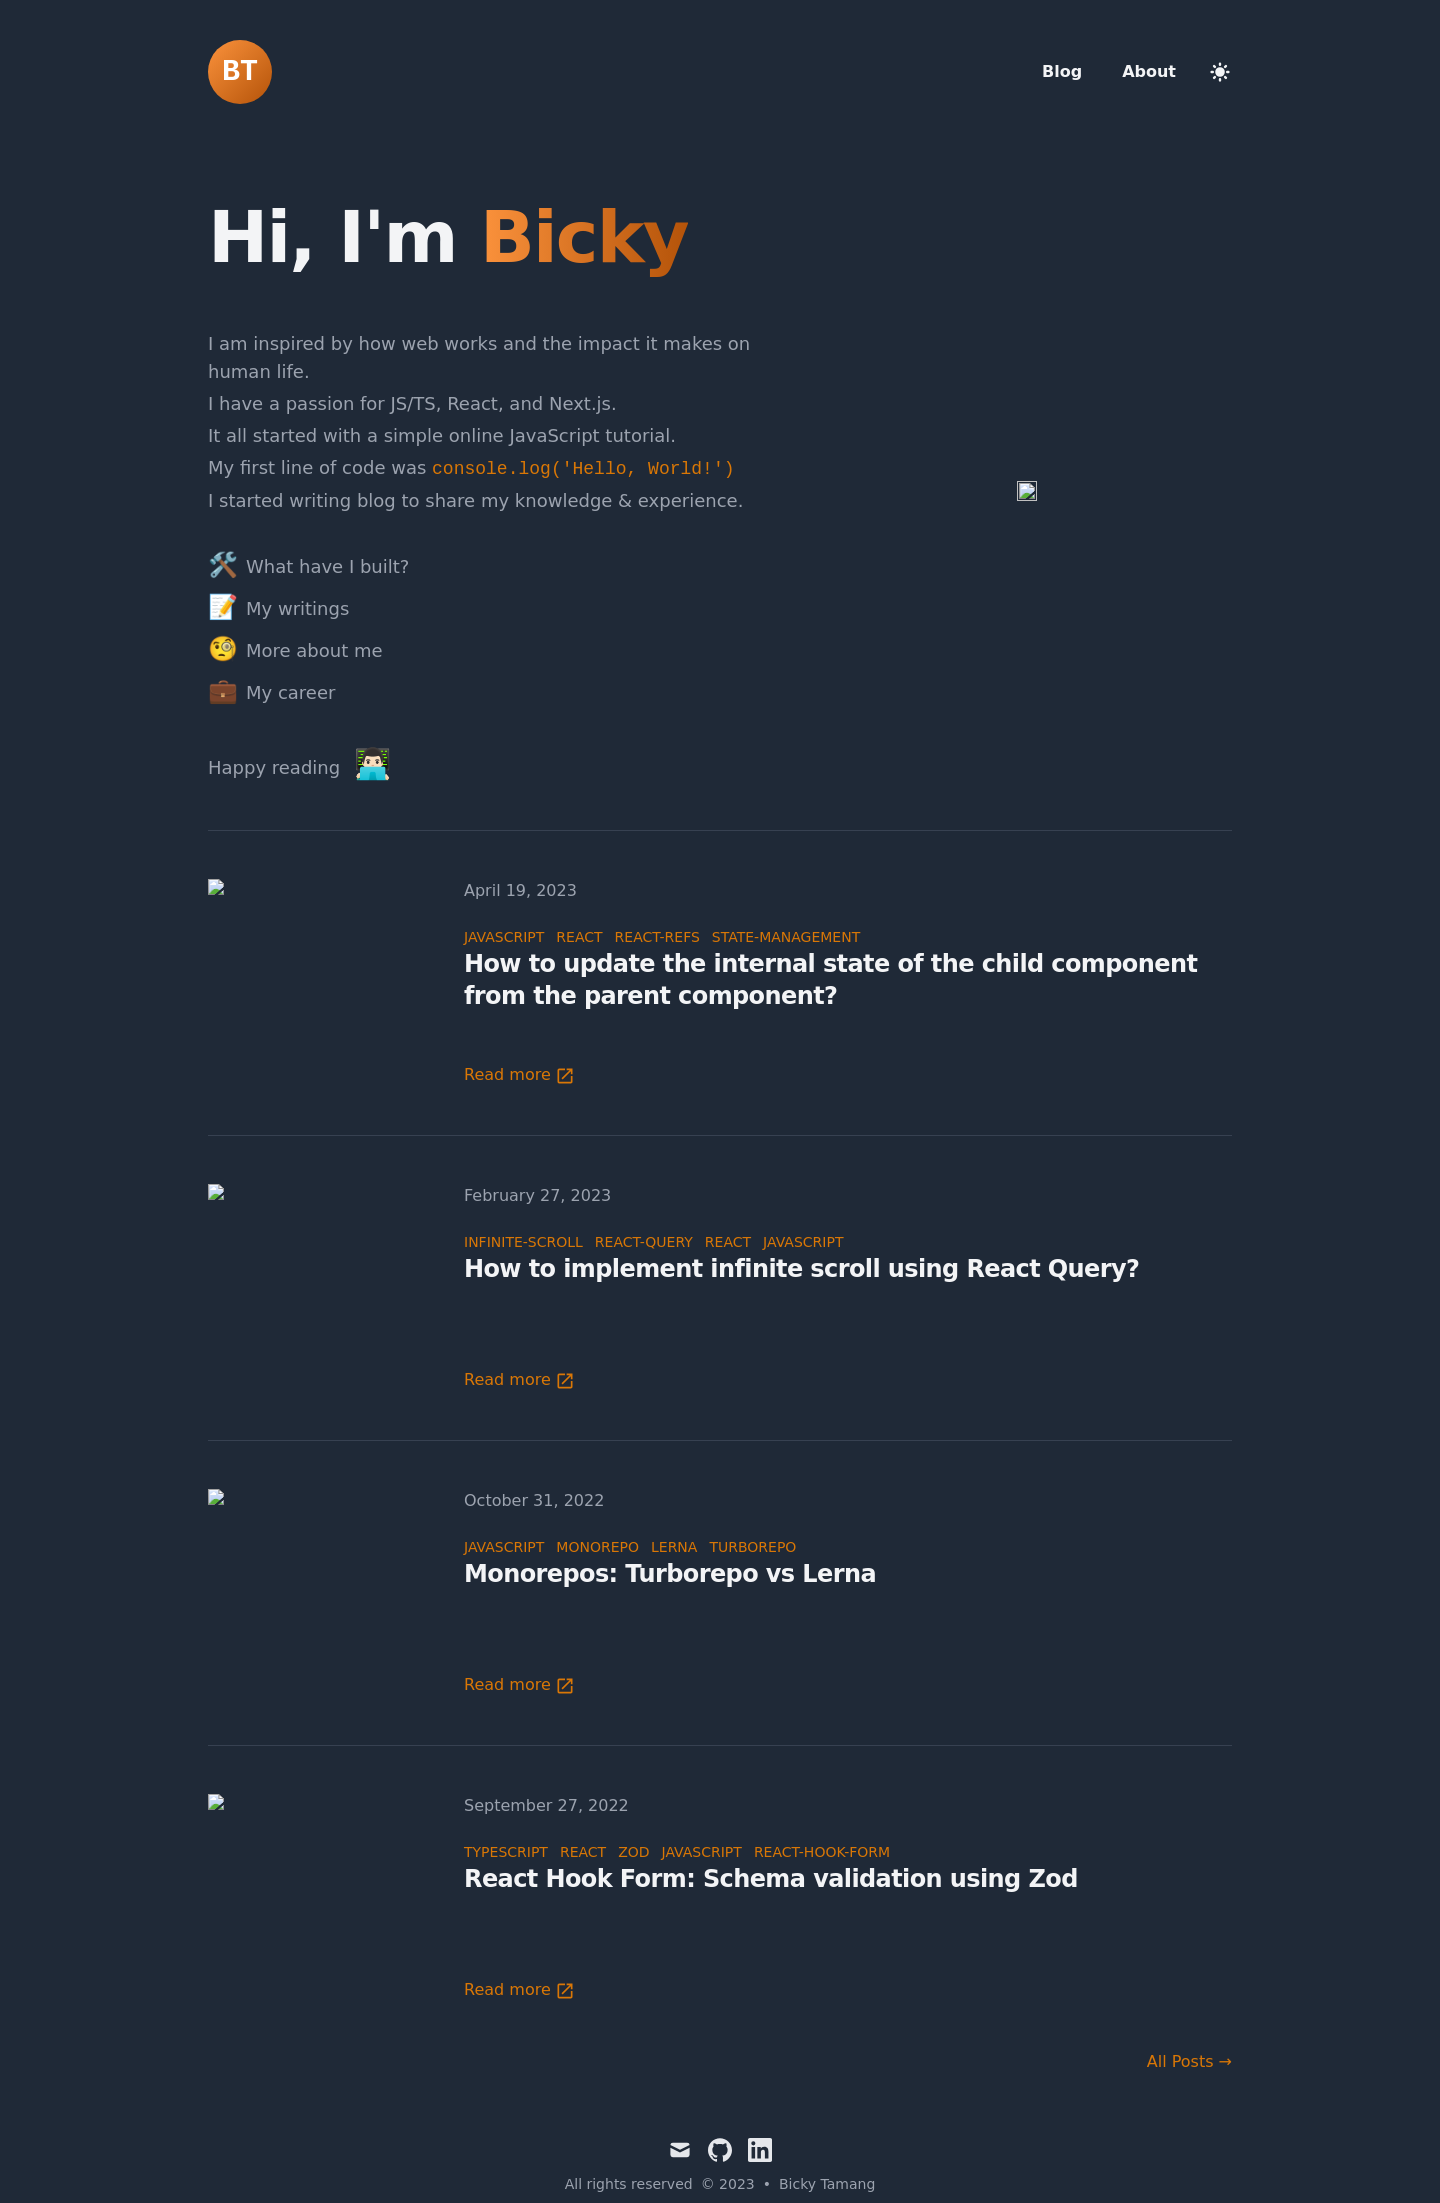 BT
Blog
About
Hi, I'm Bicky
I am inspired by how web works and the impact it makes on
human life.
I have a passion for JS/TS, React, and Next.js.
It all started with a simple online JavaScript tutorial.
My first line of code was console.log('Hello, World!')
I started writing blog to share my knowledge & experience.
What have I built?
My writings
More about me
My career
Happy reading
April 19, 2023
JAVASCRIPT REACT REACT-REFS STATE-MANAGEMENT
How to update the internal state of the child component
from the parent component?
Read more
February 27, 2023
INFINITE-SCROLL REACT-QUERY REACT JAVASCRIPT
How to implement infinite scroll using React Query?
Read more
October 31, 2022
JAVASCRIPT MONOREPO LERNA TURBOREPO
Monorepos: Turborepo vs Lerna
Read more
September 27, 2022
TYPESCRIPT REACT ZOD JAVASCRIPT REACT-HOOK-FORM
React Hook Form: Schema validation using Zod
Read more
All Posts →
All rights reserved © 2023 • Bicky Tamang